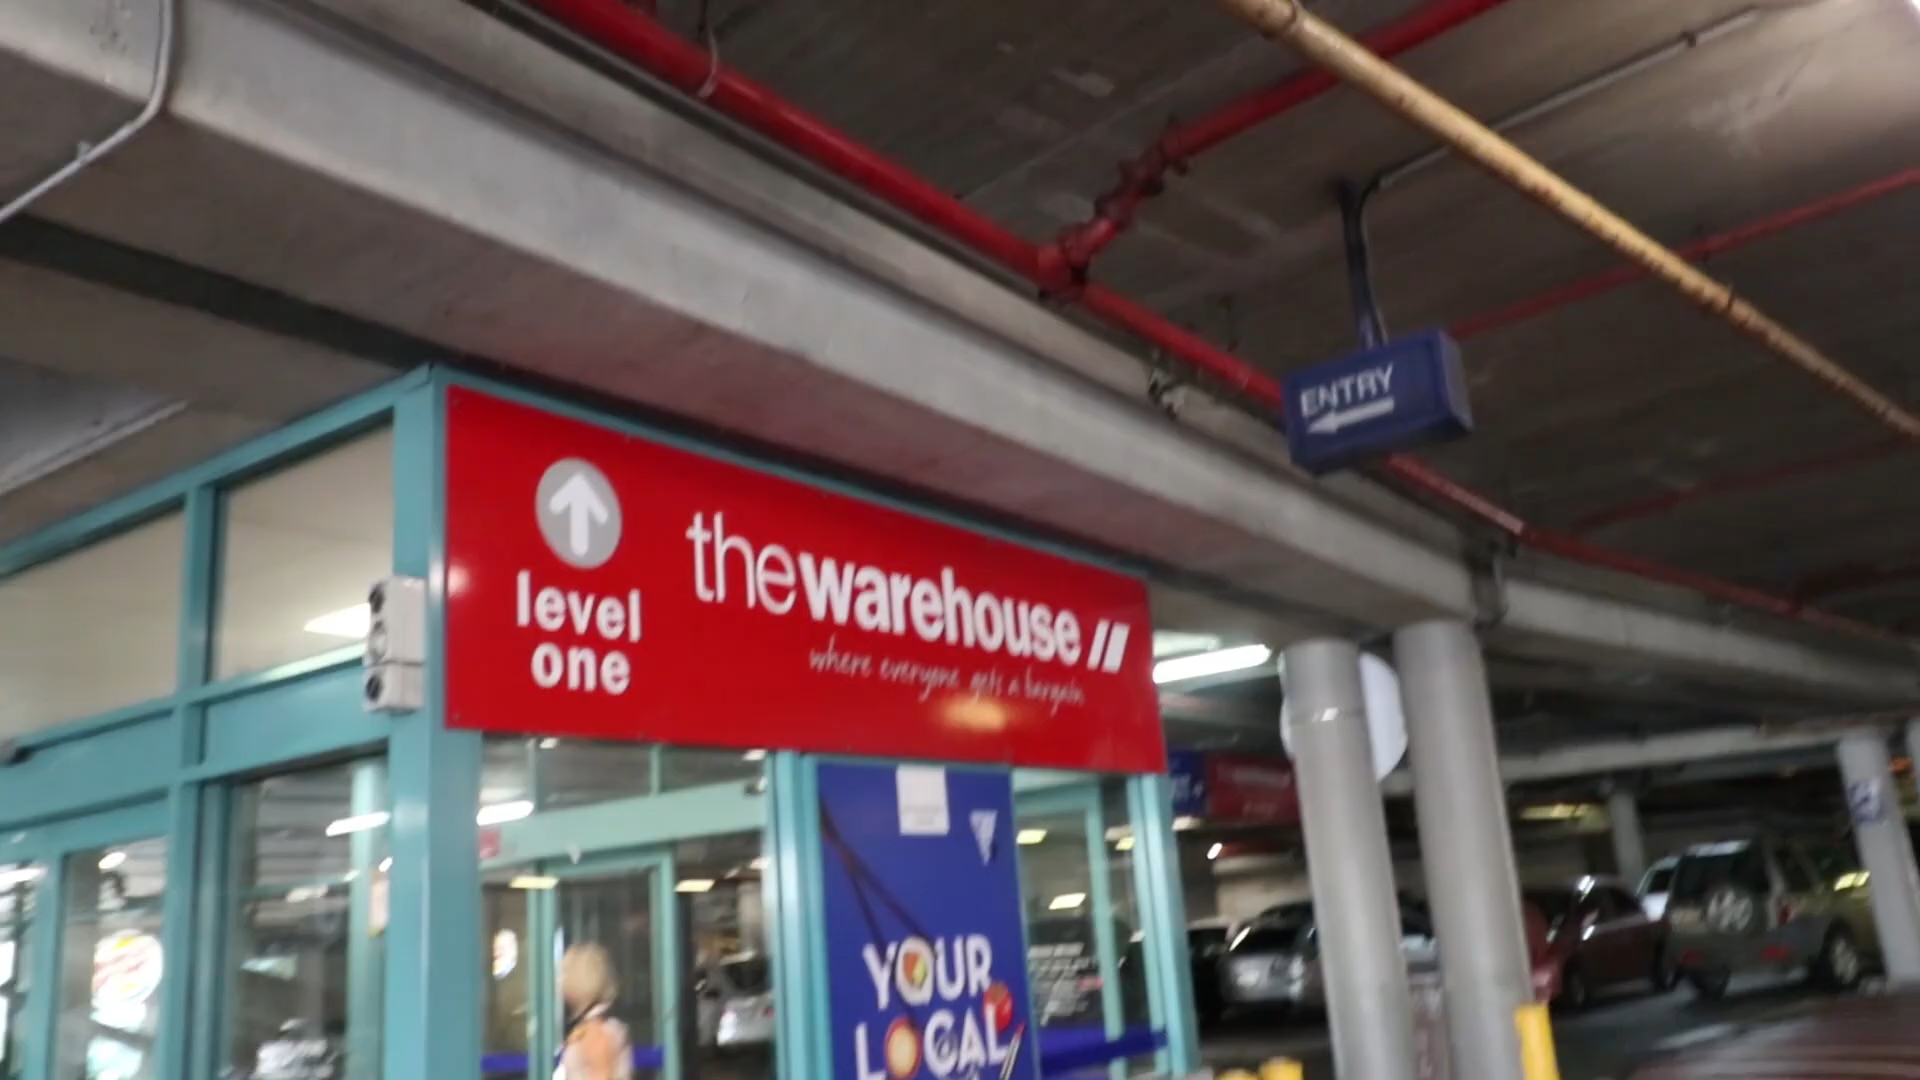 ENTRY
level
one
thewarehouse
where everyone gets a bargain
YOUR
LOCAL